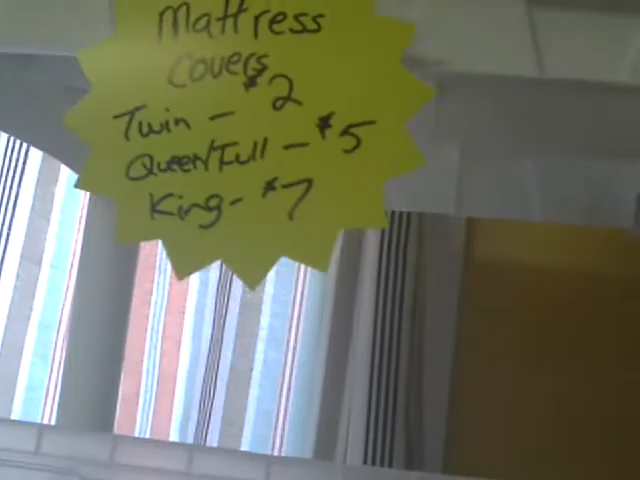 Mattress
Covers
Twin - $2
Queen/Full - $5
King - $7